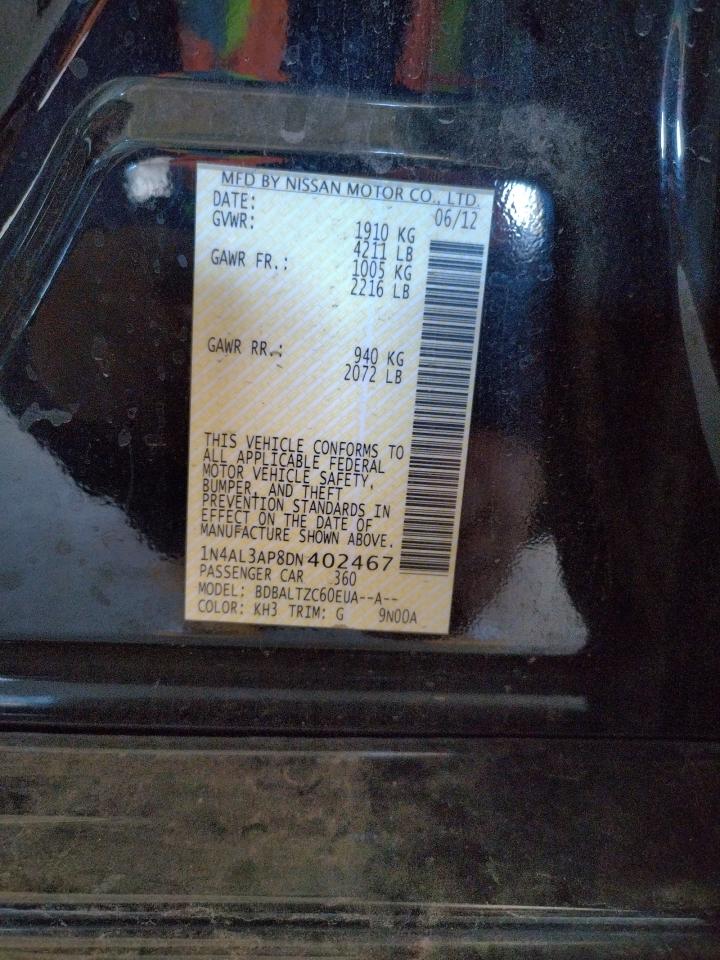 MFD BY NISSAN MOTOR CO., LTD.
DATE: 06/12
GVWR: 1910 KG
4211 LB
GAWR FR.: 1005 KG
2216 LB
GAWR RR.: 940 KG
2072 LB
THIS VEHICLE CONFORMS TO
ALL APPLICABLE FEDERAL
MOTOR VEHICLE SAFETY,
BUMPER, AND THEFT
PREVENTION STANDARDS IN
EFFECT ON THE DATE OF
MANUFACTURE SHOWN ABOVE.
1N4AL3AP8DN402467
PASSENGER CAR 360
MODEL: BDBALTZC60EUA--A--
COLOR: KH3 TRIM: G 9N00A